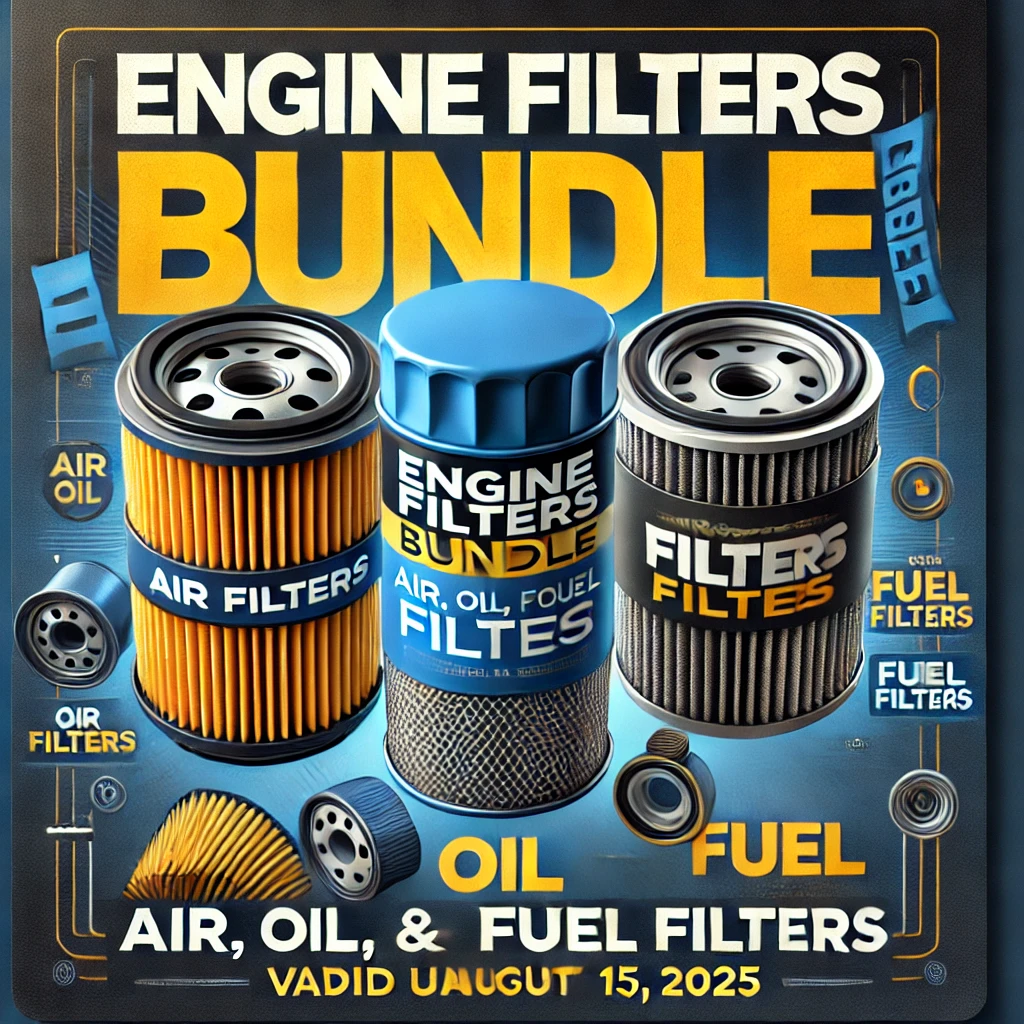 ENGINE FILTERS
BUNDLE
AIR
OIL
AIR FILTERS
OIR
FILTERS
ENGINE
FILTERS
BUNDLE
AIR, OIL, FOUEL
FILTES
FILTERS
FILTES
FUEL
FILTERS
FUEL
FILTERS
OIL
FUEL
AIR, OIL, & FUEL FILTERS
VADID UMUGUT 15, 2025